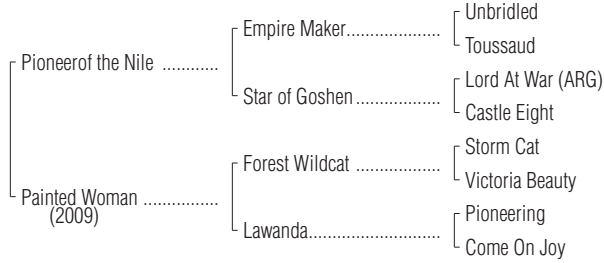 Unbridled
Empire Maker....................
Toussaud
Pioneerof the Nile ............
Lord At War (ARG)
Star of Goshen..................
Castle Eight
Storm Cat
Forest Wildcat ..................
Victoria Beauty
Painted Woman ................
(2009)
Pioneering
Lawanda............................
Come On Joy